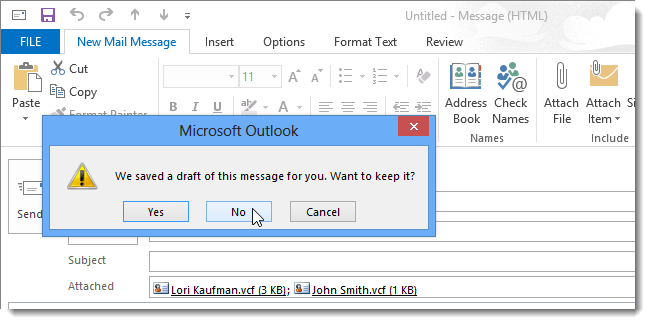 Untitled - Message (HTML)
FILE New Mail Message Insert Options Format Text Review
Paste
Cut
Copy
Format Painter
11
B I U
Address Book
Check Names
Names
Attach File
Attach Item
Include
Microsoft Outlook
We saved a draft of this message for you. Want to keep it?
Yes No Cancel
Send
Subject
Attached Lori Kaufman.vcf (3 KB); John Smith.vcf (1 KB)